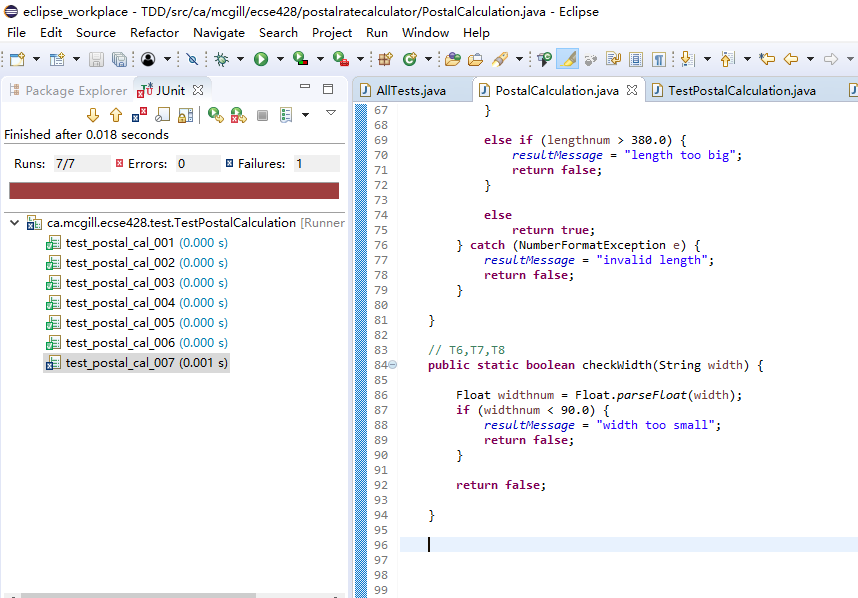 eclipse_workplace - TDD/src/ca/mcgill/ecse428/postalratecalculator/PostalCalculation.java - Eclipse
File Edit Source Refactor Navigate Search Project Run Window Help
Package Explorer JUnit
Finished after 0.018 seconds
Runs: 7/7 Errors: 0 Failures: 1
ca.mcgill.ecse428.test.TestPostalCalculation [Runner
test_postal_cal_001 (0.000 s)
test_postal_cal_002 (0.000 s)
test_postal_cal_003 (0.000 s)
test_postal_cal_004 (0.000 s)
test_postal_cal_005 (0.000 s)
test_postal_cal_006 (0.000 s)
test_postal_cal_007 (0.001 s)
AllTests.java PostalCalculation.java TestPostalCalculation.java
67 }
68
69 else if (lengthnum > 380.0) {
70 resultMessage = "length too big";
71 return false;
72 }
73
74 else
75 return true;
76 } catch (NumberFormatException e) {
77 resultMessage = "invalid length";
78 return false;
79 }
80
81 }
82
83 // T6,T7,T8
84 public static boolean checkWidth(String width) {
85
86 Float widthnum = Float.parseFloat(width);
87 if (widthnum < 90.0) {
88 resultMessage = "width too small";
89 return false;
90 }
91
92 return false;
93
94 }
95
96
97
98
99